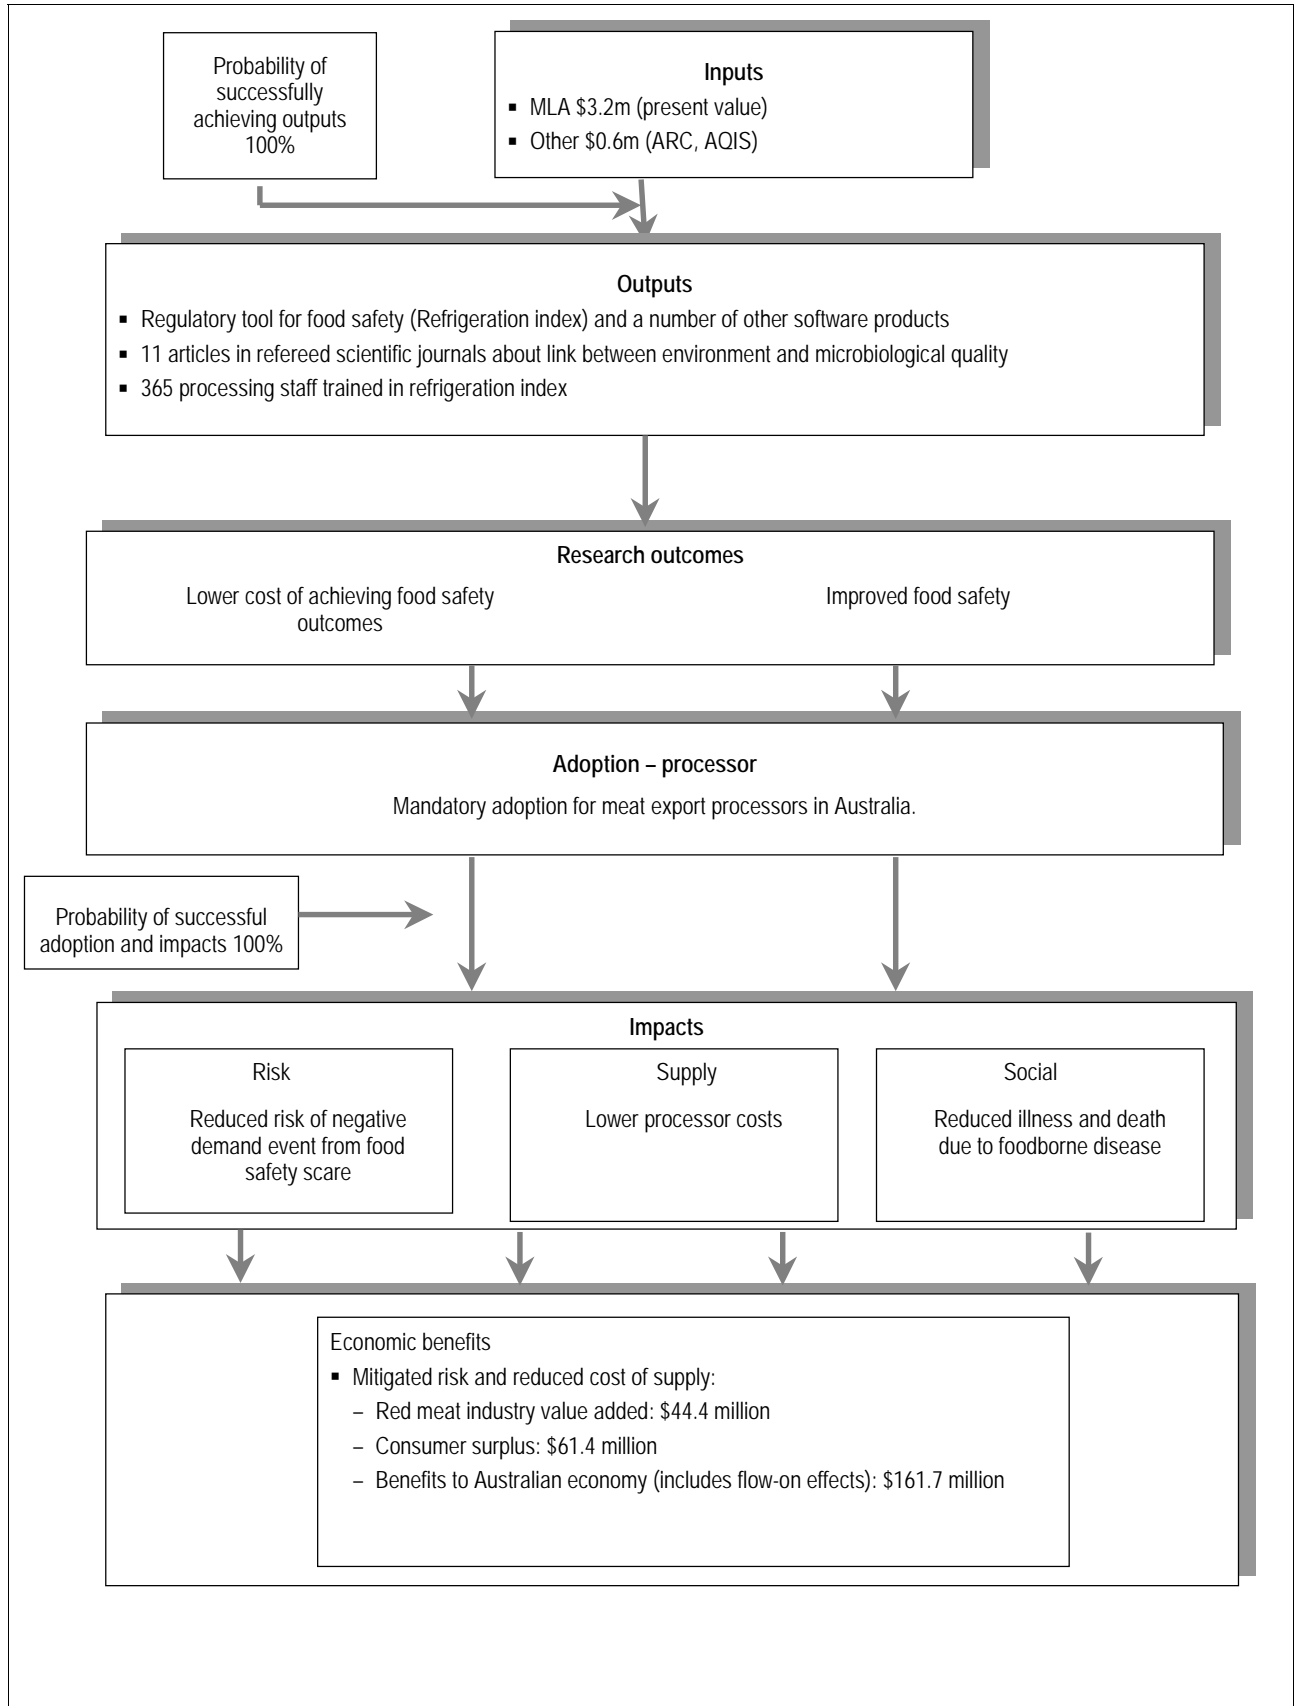 Probability of
successfully
achieving outputs
100%
Inputs
▪ MLA $3.2m (present value)
▪ Other $0.6m (ARC, AQIS)
Outputs
▪ Regulatory tool for food safety (Refrigeration index) and a number of other software products
▪ 11 articles in refereed scientific journals about link between environment and microbiological quality
▪ 365 processing staff trained in refrigeration index
Research outcomes
Lower cost of achieving food safety
outcomes
Improved food safety
Adoption – processor
Mandatory adoption for meat export processors in Australia.
Probability of successful
adoption and impacts 100%
Impacts
Risk
Reduced risk of negative
demand event from food
safety scare
Supply
Lower processor costs
Social
Reduced illness and death
due to foodborne disease
Economic benefits
▪ Mitigated risk and reduced cost of supply:
– Red meat industry value added: $44.4 million
– Consumer surplus: $61.4 million
– Benefits to Australian economy (includes flow-on effects): $161.7 million